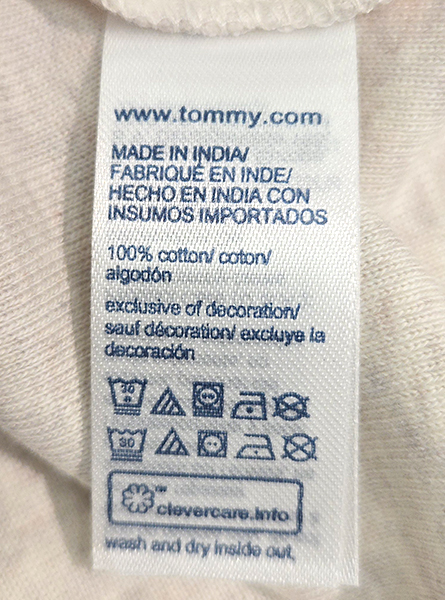 www.tommy.com
MADE IN INDIA/
FABRIQUÉ EN INDE/
HECHO EN INDIA CON
INSUMOS IMPORTADOS
100% cotton/ coton/
algodón
exclusive of decoration/
sauf décoration/ excluye la
decoración
30
30
clevercare.info
wash and dry inside out.